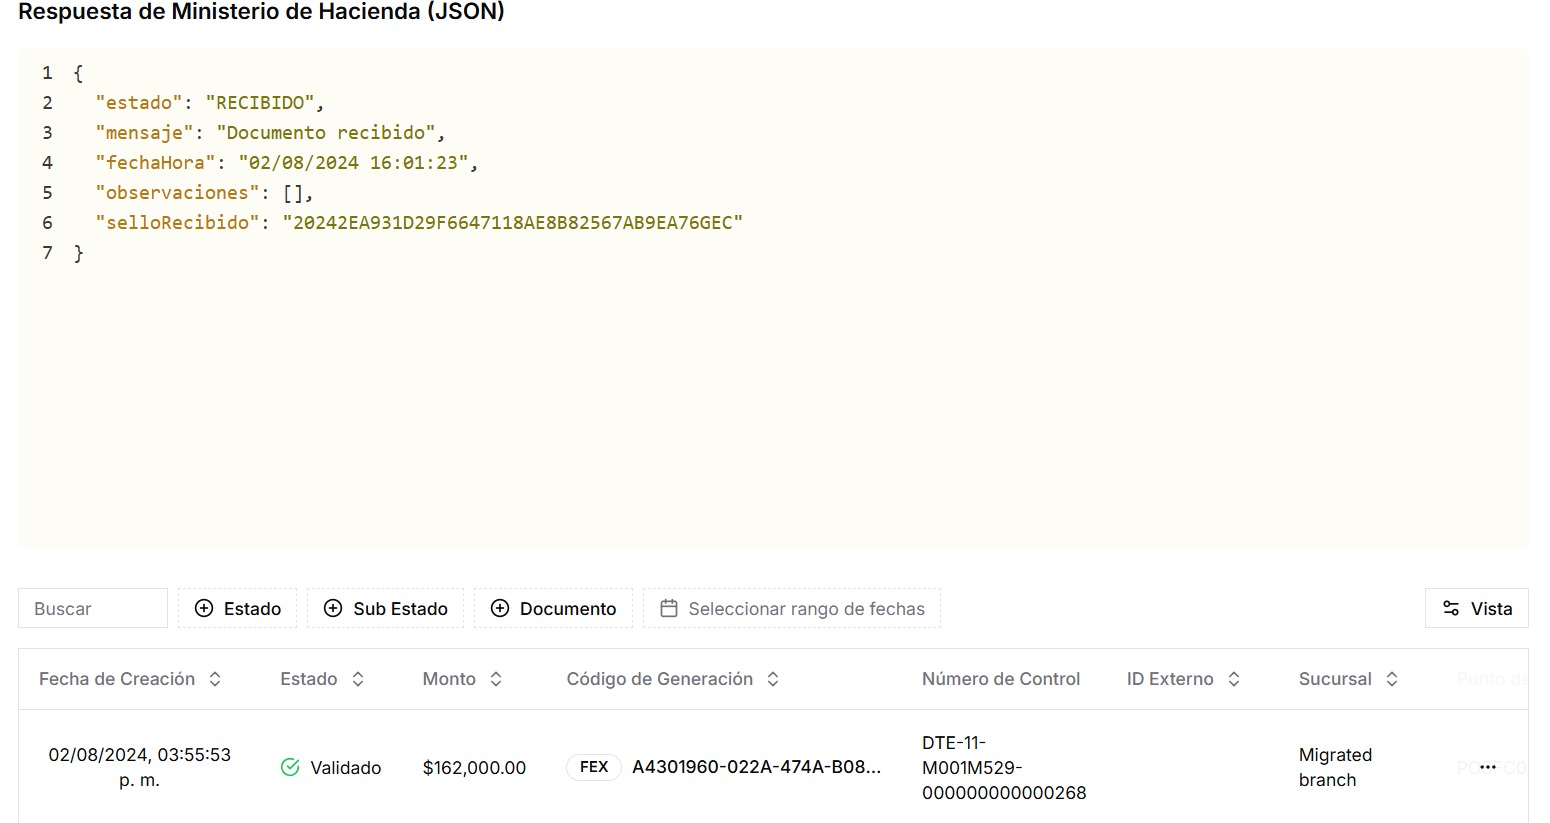 Respuesta de Ministerio de Hacienda (JSON)
1 {
2 "estado": "RECIBIDO",
3 "mensaje": "Documento recibido",
4 "fechaHora": "02/08/2024 16:01:23",
5 "observaciones": [],
6 "selloRecibido": "20242EA931D29F6647118AE8B82567AB9EA76GEC"
7 }
Buscar
Estado
Sub Estado
Documento
Seleccionar rango de fechas
Vista
Fecha de Creación
Estado
Monto
Código de Generación
Número de Control
ID Externo
Sucursal
Punto de
02/08/2024, 03:55:53
p. m.
Validado
$162,000.00
FEX
A4301960-022A-474A-B08...
DTE-11-
M001M529-
000000000000268
Migrated
branch